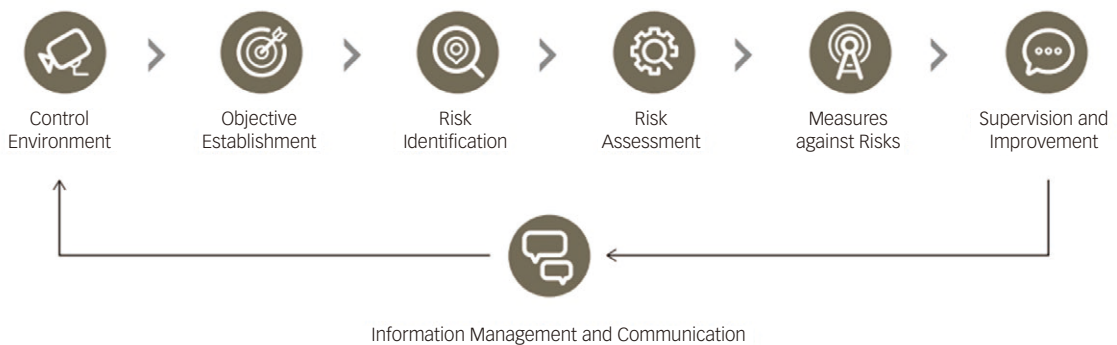 Control
Environment
Objective
Establishment
Risk
Identification
Risk
Assessment
Measures
against Risks
Supervision and
Improvement
Information Management and Communication